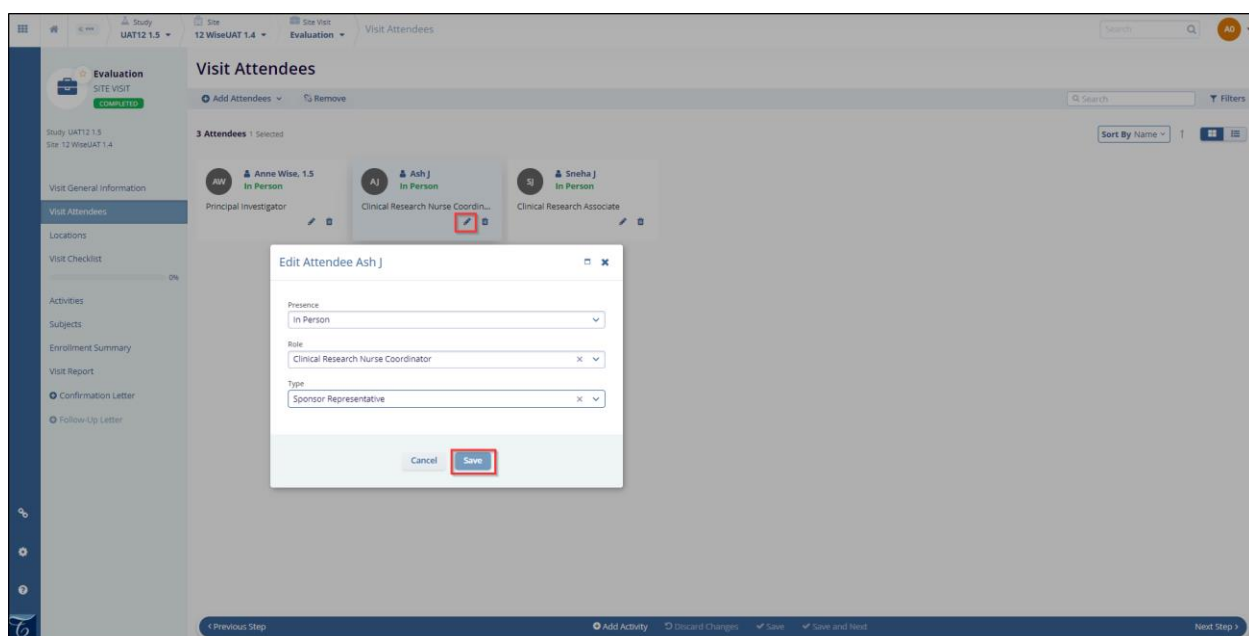 Study
UAT12 1.5
Site
12 WiseUAT 1.4
Site Visit
Evaluation
Visit Attendees
Search
AO
Evaluation
SITE VISIT
COMPLETED
Study UAT12 1.5
Site 12 WiseUAT 1.4
Visit General Information
Visit Attendees
Locations
Visit Checklist
0%
Activities
Subjects
Enrollment Summary
Visit Report
Confirmation Letter
Follow-Up Letter
Visit Attendees
Add Attendees
Remove
Search
Filters
3 Attendees 1 Selected
Sort By Name
AW
Anne Wise, 1.5
In Person
Principal Investigator
AJ
Ash J
In Person
Clinical Research Nurse Coordin...
SJ
Sneha J
In Person
Clinical Research Associate
Edit Attendee Ash J
Presence
In Person
Role
Clinical Research Nurse Coordinator
Type
Sponsor Representative
Cancel
Save
Previous Step
Add Activity
Discard Changes
Save
Save and Next
Next Step